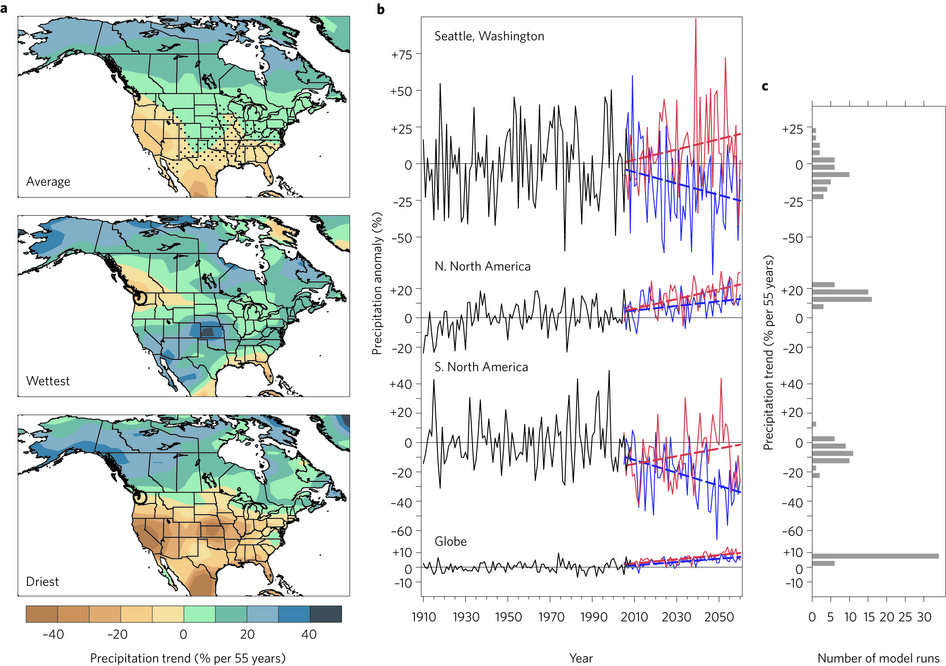 a
Average
Wettest
Driest
−40 −20 0 20 40
Precipitation trend (% per 55 years)
b
Precipitation anomaly (%)
Seattle, Washington
+75
+50
+25
0
−25
−50
N. North America
+20
0
−20
S. North America
+40
+20
0
−20
−40
−60
Globe
+10
0
−10
1910 1930 1950 1970 1990 2010 2030 2050
Year
c
Precipitation trend (% per 55 years)
+25
0
−25
−50
+20
0
−20
+40
+20
0
−20
−40
−60
+10
0
−10
0 5 10 15 20 25 30
Number of model runs